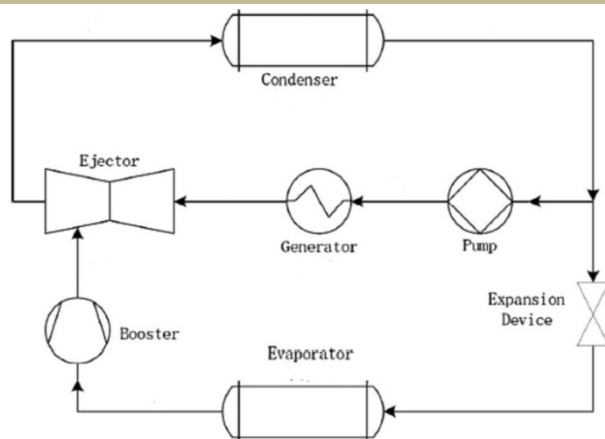 Condenser
Ejector
Generator
Pump
Expansion
Device
Booster
Evaporator